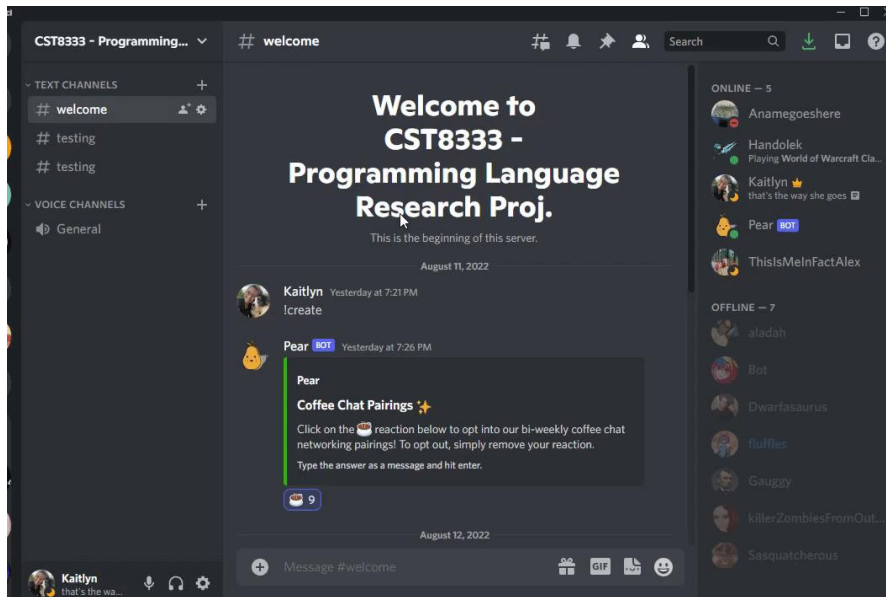 CST8333 - Programming...
# welcome
Search
TEXT CHANNELS
# welcome
# testing
# testing
VOICE CHANNELS
General
Welcome to
CST8333 -
Programming Language
Research Proj.
This is the beginning of this server.
August 11, 2022
Kaitlyn Yesterday at 7:21 PM
!create
Pear BOT Yesterday at 7:26 PM
Pear
Coffee Chat Pairings ✨
Click on the ☕ reaction below to opt into our bi-weekly coffee chat
networking pairings! To opt out, simply remove your reaction.
Type the answer as a message and hit enter.
☕ 9
August 12, 2022
Message #welcome
GIF
ONLINE — 5
Anamegoeshere
Handolek
Playing World of Warcraft Cla...
Kaitlyn
that's the way she goes
Pear BOT
ThisIsMeInFactAlex
OFFLINE — 7
aladah
Bot
Dwarfasaurus
fluffles
Gauggy
killerZombiesFromOut...
Sasquatcherous
Kaitlyn
that's the wa...